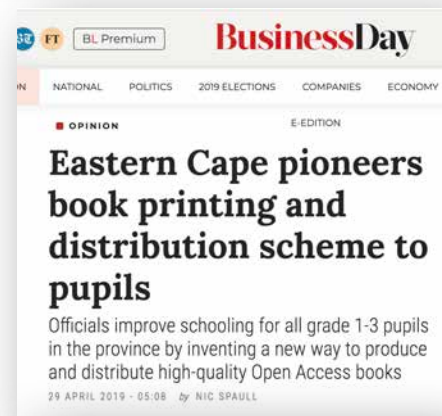 FT BL Premium BusinessDay
NATIONAL POLITICS 2019 ELECTIONS COMPANIES ECONOMY
OPINION E-EDITION
Eastern Cape pioneers
book printing and
distribution scheme to
pupils
Officials improve schooling for all grade 1-3 pupils
in the province by inventing a new way to produce
and distribute high-quality Open Access books
29 APRIL 2019 - 05:08 by NIC SPAULL